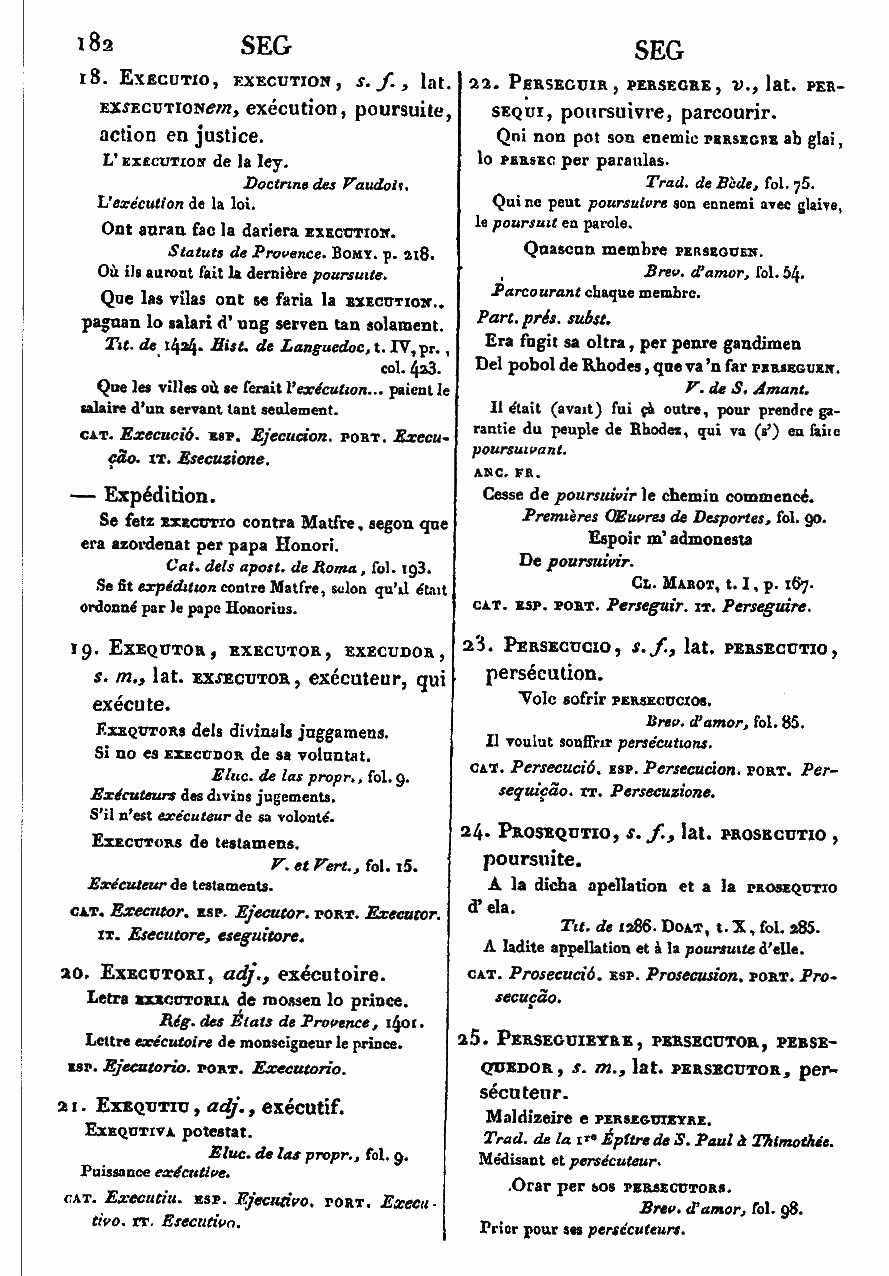 182 SEG SEG
18. Executio, execution, s. f., lat.
exsecutionem, exécution, poursuite,
action en justice.
L'execution de la ley.
Doctrine des Vaudois.
L'exécution de la loi.
Ont auran fac la dariera execution.
Statuts de Provence. Bomy. p. 218.
Où ils auront fait la dernière poursuite.
Que las vilas ont se faria la execution..
paguan lo salari d'ung serven tan solament.
Tit. de 1424. Hist. de Languedoc, t. IV, pr.,
col. 423.
Que les villes où se ferait l'exécution... paient le
salaire d'un servant tant seulement.
cat. Execució. esp. Ejecucion. port. Execu-
ção. it. Esecuzione.
— Expédition.
Se fetz executio contra Matfre, segon que
era azordenat per papa Honori.
Cat. dels apost. de Roma, fol. 193.
Se fit expédition contre Matfre, selon qu'il était
ordonné par le pape Honorius.
19. Exequtor, executor, execudor,
s. m., lat. exsecutor, exécuteur, qui
exécute.
Exequtors dels divinals juggamens.
Si no es execudor de sa voluntat.
Eluc. de las propr., fol. 9.
Exécuteurs des divins jugements.
S'il n'est exécuteur de sa volonté.
Executors de testamens.
V. et Vert., fol. 15.
Exécuteur de testaments.
cat. Executor. esp. Ejecutor. port. Executor.
it. Esecutore, eseguitore.
20. Executori, adj., exécutoire.
Letra executoria de mossen lo prince.
Rég. des États de Provence, 1401.
Lettre exécutoire de monseigneur le prince.
esp. Ejecutorio. port. Executorio.
21. Exequtiu, adj., exécutif.
Exequtiva potestat.
Eluc. de las propr., fol. 9.
Puissance exécutive.
cat. Executiu. esp. Ejecutivo. port. Execu-
tivo. it. Esecutivo.
22. Perseguir, persegre, v., lat. per-
sequi, poursuivre, parcourir.
Qui non pot son enemic persegre ab glai,
lo persec per paraulas.
Trad. de Bède, fol. 75.
Qui ne peut poursuivre son ennemi avec glaive,
le poursuit en parole.
Quascun membre perseguen.
Brev. d'amor, fol. 54.
Parcourant chaque membre.
Part. prés. subst.
Era fugit sa oltra, per penre gandimen
Del pobol de Rhodes, que va'n far perseguen.
V. de S. Amant.
Il était (avait) fui çà outre, pour prendre ga-
rantie du peuple de Rhodez, qui va (s') en faire
poursuivant.
anc. fr.
Cesse de poursuivir le chemin commencé.
Premières Œuvres de Desportes, fol. 90.
Espoir m'admonesta
De poursuivir.
Cl. Marot, t. I, p. 167.
cat. esp. port. Perseguir. it. Perseguire.
23. Persecucio, s. f., lat. persecutio,
persécution.
Volc sofrir persecucios.
Brev. d'amor, fol. 85.
Il voulut souffrir persécutions.
cat. Persecució. esp. Persecucion. port. Per-
sequição. it. Persecuzione.
24. Prosequtio, s. f., lat. prosecutio,
poursuite.
A la dicha apellation et a la prosequtio
d'ela.
Tit. de 1286. Doat, t. X, fol. 285.
A ladite appellation et à la poursuite d'elle.
cat. Prosecució. esp. Prosecusion. port. Pro-
secução.
25. Perseguieyre, persecutor, perse-
quedor, s. m., lat. persecutor, per-
sécuteur.
Maldizeire e perseguieyre.
Trad. de la 1re Épître de S. Paul à Thimothée.
Médisant et persécuteur.
Orar per sos persecutors.
Brev. d'amor, fol. 98.
Prier pour ses persécuteurs.